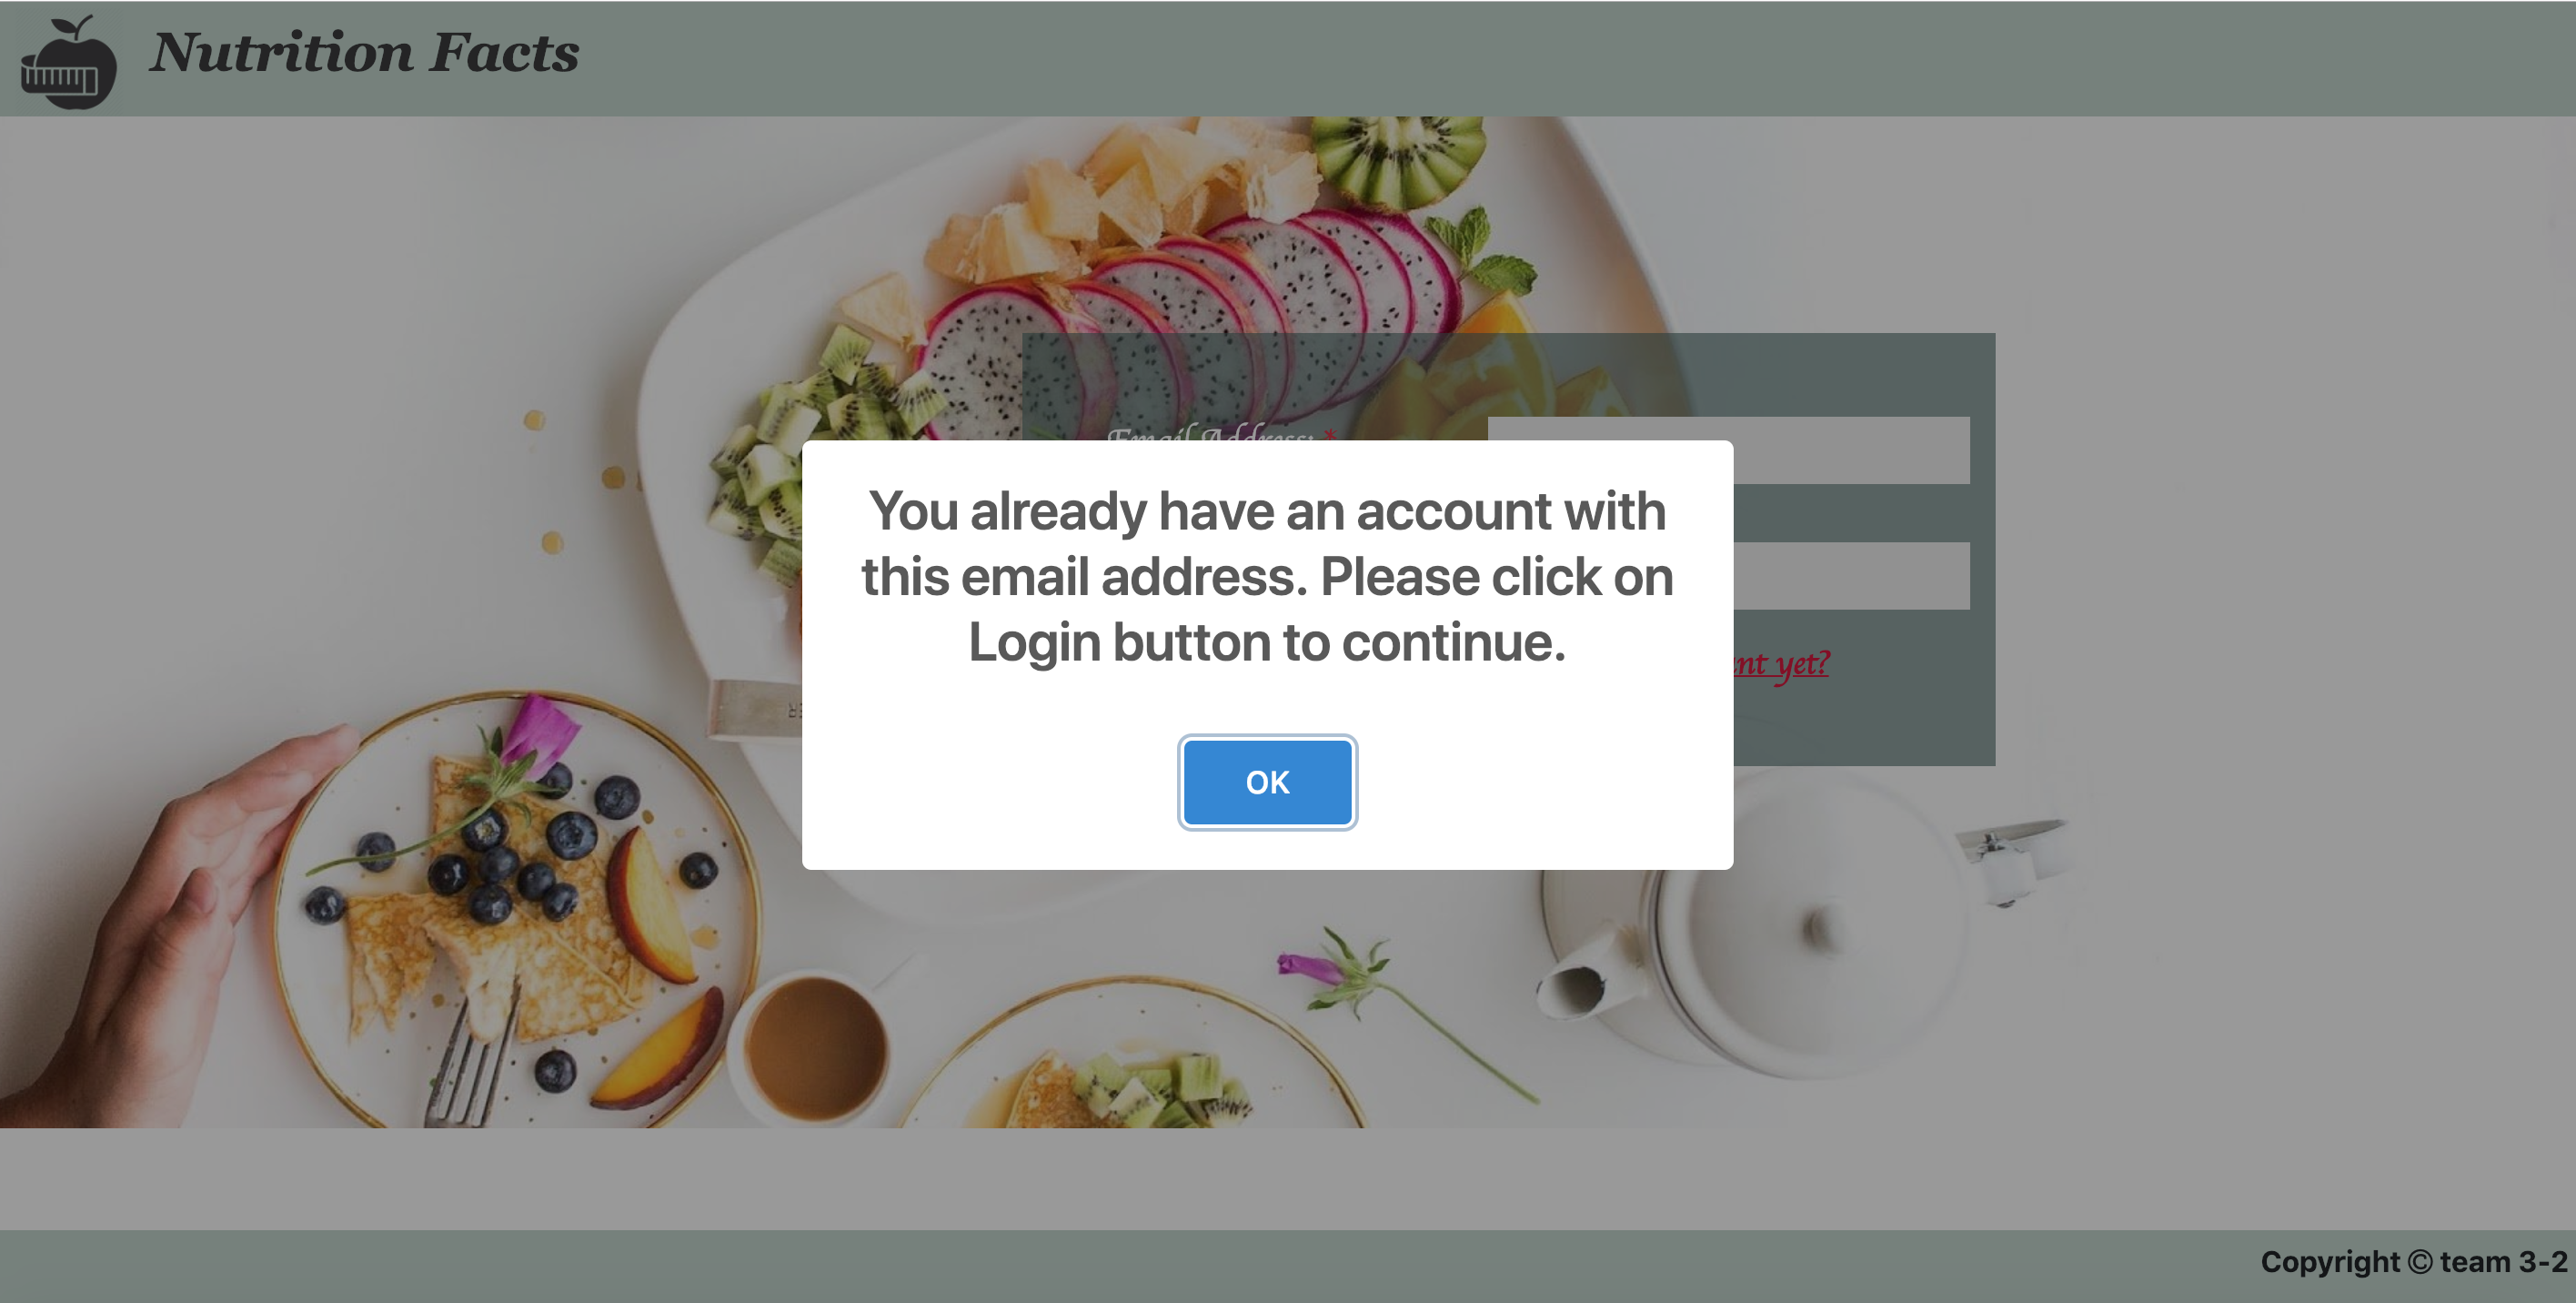 Nutrition Facts
Email Address: *
You already have an account with
this email address. Please click on
Login button to continue.
nt yet?
OK
Copyright © team 3-2